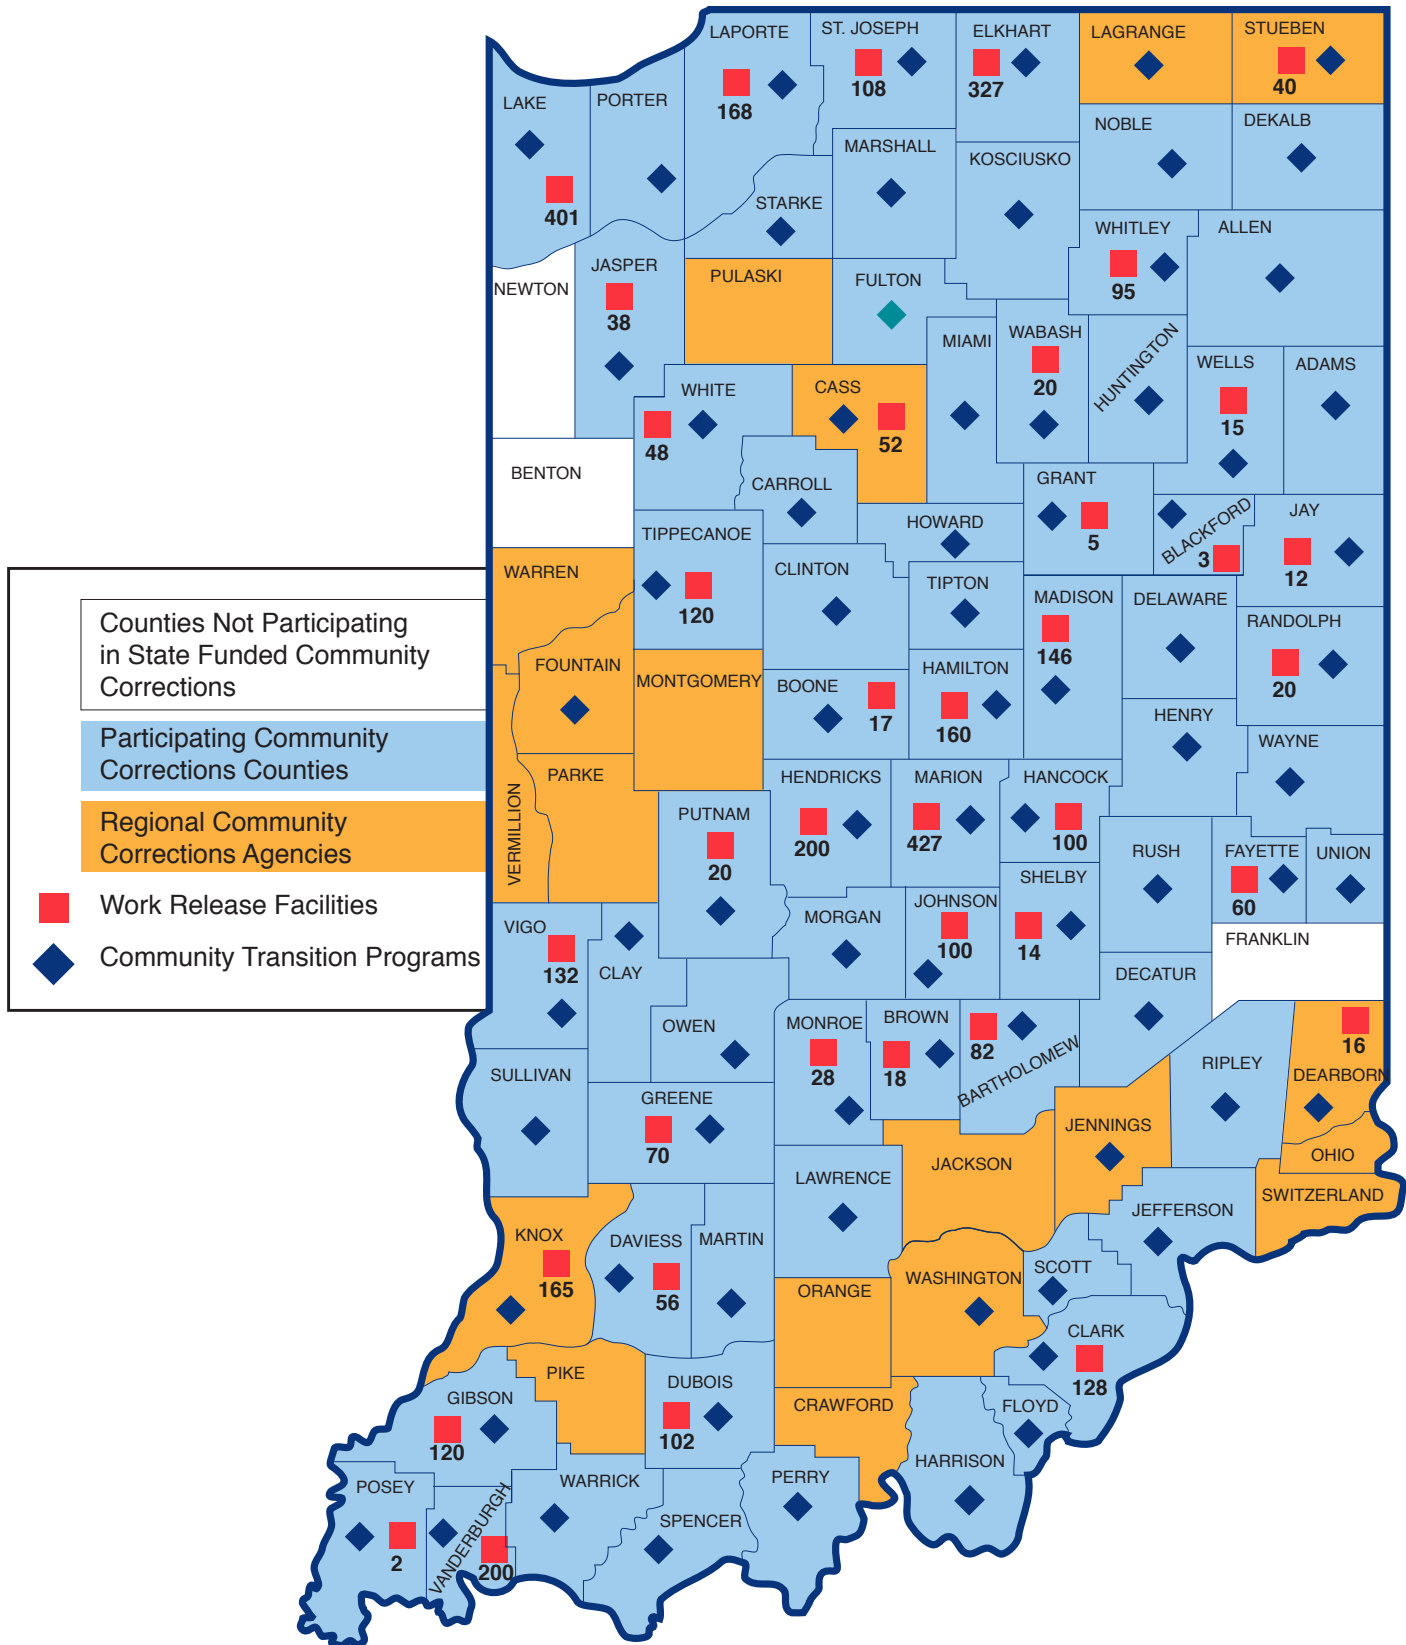 LAPORTE
168
ST. JOSEPH
108
ELKHART
327
LAGRANGE
STUEBEN
40
LAKE
401
PORTER
STARKE
MARSHALL
KOSCIUSKO
NOBLE
DEKALB
WHITLEY
95
ALLEN
NEWTON
JASPER
38
PULASKI
FULTON
MIAMI
WABASH
20
HUNTINGTON
WELLS
15
ADAMS
WHITE
48
CASS
52
BENTON
CARROLL
GRANT
5
BLACKFORD
3
JAY
12
TIPPECANOE
120
HOWARD
CLINTON
TIPTON
WARREN
MADISON
146
DELAWARE
RANDOLPH
20
FOUNTAIN
MONTGOMERY
BOONE
17
HAMILTON
160
HENRY
WAYNE
VERMILLION
PARKE
PUTNAM
20
HENDRICKS
200
MARION
427
HANCOCK
100
RUSH
FAYETTE
60
UNION
SHELBY
14
JOHNSON
100
MORGAN
VIGO
132
CLAY
OWEN
FRANKLIN
DECATUR
MONROE
28
BROWN
18
82
BARTHOLOMEW
RIPLEY
16
DEARBORN
OHIO
SWITZERLAND
SULLIVAN
GREENE
70
JENNINGS
JACKSON
LAWRENCE
JEFFERSON
KNOX
165
DAVIESS
56
MARTIN
ORANGE
WASHINGTON
SCOTT
CLARK
128
PIKE
DUBOIS
102
CRAWFORD
FLOYD
HARRISON
GIBSON
120
POSEY
2
VANDERBURGH
200
WARRICK
SPENCER
PERRY
Counties Not Participating
in State Funded Community
Corrections
Participating Community
Corrections Counties
Regional Community
Corrections Agencies
Work Release Facilities
Community Transition Programs